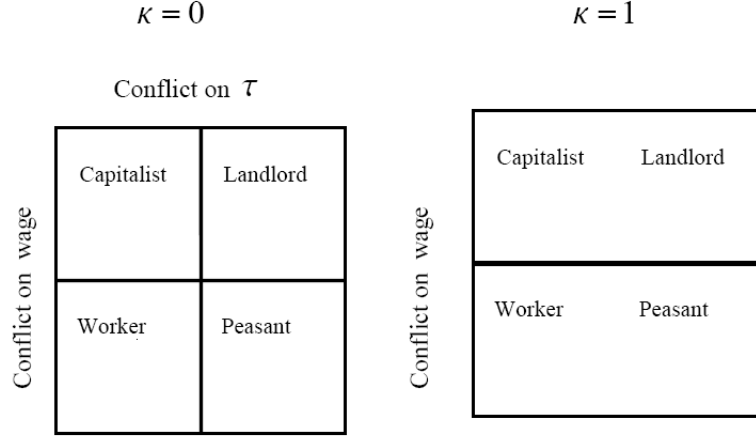 κ = 0
κ = 1
Conflict on τ
Conflict on wage
Capitalist
Landlord
Worker
Peasant
Conflict on wage
Capitalist
Landlord
Worker
Peasant